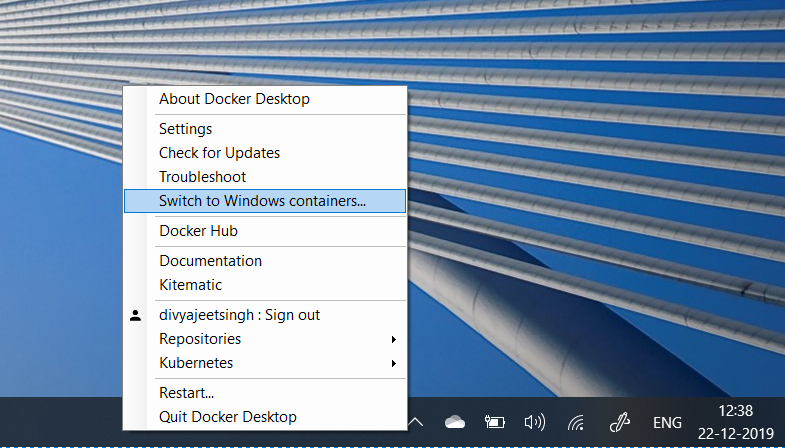 About Docker Desktop
Settings
Check for Updates
Troubleshoot
Switch to Windows containers...
Docker Hub
Documentation
Kitematic
divyajeetsingh : Sign out
Repositories
Kubernetes
Restart...
Quit Docker Desktop
ENG
12:38
22-12-2019